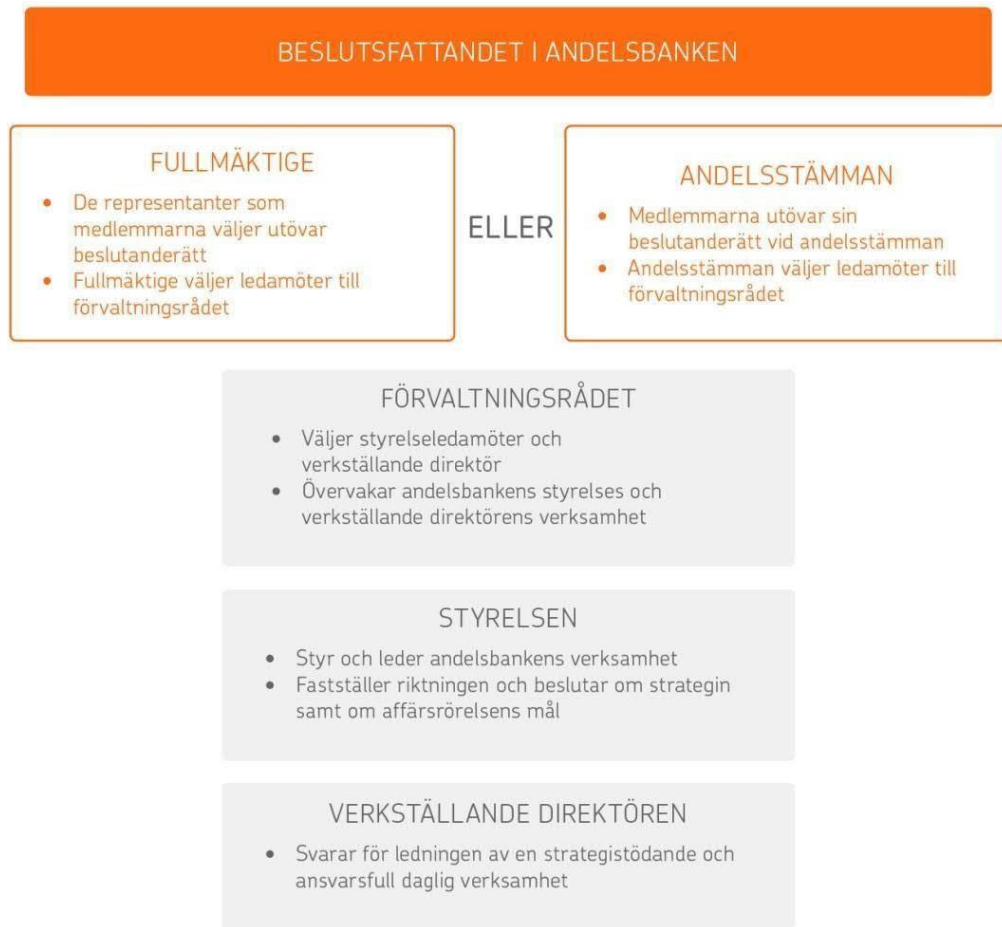 BESLUTSFATTANDET I ANDELSBANKEN
FULLMÄKTIGE
• De representanter som
medlemmarna väljer utövar
beslutanderätt
• Fullmäktige väljer ledamöter till
förvaltningsrådet
ELLER
ANDELSSTÄMMAN
• Medlemmarna utövar sin
beslutanderätt vid andelsstämman
• Andelsstämman väljer ledamöter till
förvaltningsrådet
FÖRVALTNINGSRÅDET
• Väljer styrelseledamöter och
verkställande direktör
• Övervakar andelsbankens styrelses och
verkställande direktörens verksamhet
STYRELSEN
• Styr och leder andelsbankens verksamhet
• Fastställer riktningen och beslutar om strategin
samt om affärsrörelsens mål
VERKSTÄLLANDE DIREKTÖREN
• Svarar för ledningen av en strategistödande och
ansvarsfull daglig verksamhet